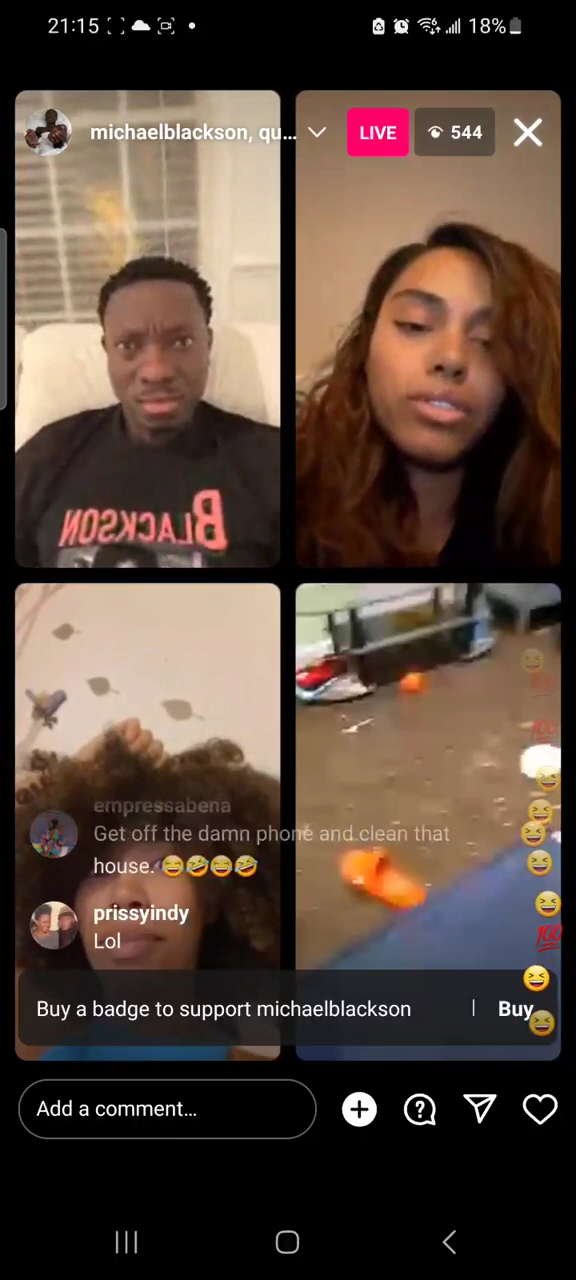 21:15
18%
michaelblackson, qu...
LIVE
544
BLACKSON
empressabena
Get off the damn phone and clean that
house. 😂🤣😂🤣
prissyindy
Lol
💯
💯
💯
Buy a badge to support michaelblackson | Buy
Add a comment...